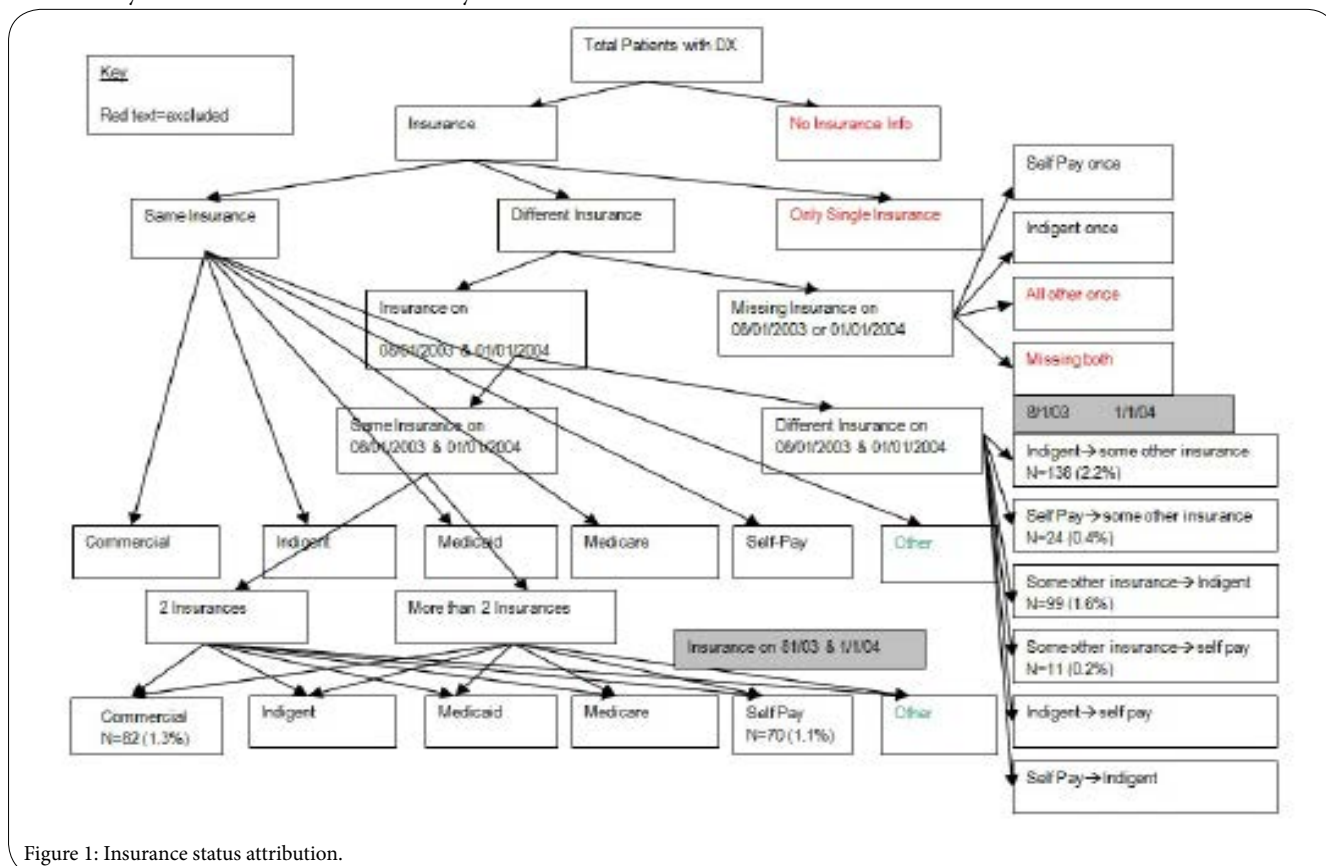 Total Patients with DX
Key
Red text=excluded
Insurance
No Insurance Info
Same Insurance
Different Insurance
Only Single Insurance
Self Pay once
Indigent once
All other once
Missing both
Insurance on
08/01/2003 & 01/01/2004
Missing Insurance on
08/01/2003 or 01/01/2004
8/1/03 1/1/04
Same Insurance on
08/01/2003 & 01/01/2004
Different Insurance on
08/01/2003 & 01/01/2004
Indigent→some other insurance
N=138 (2.2%)
Self Pay→some other insurance
N=24 (0.4%)
Some other insurance→Indigent
N=99 (1.6%)
Some other insurance→self pay
N=11 (0.2%)
Indigent→self pay
Self Pay→Indigent
Commercial
Indigent
Medicaid
Medicare
Self-Pay
Other
2 Insurances
More than 2 Insurances
Insurance on 81/03 & 1/1/04
Commercial
N=82 (1.3%)
Indigent
Medicaid
Medicare
Self Pay
N=70 (1.1%)
Other
Figure 1: Insurance status attribution.